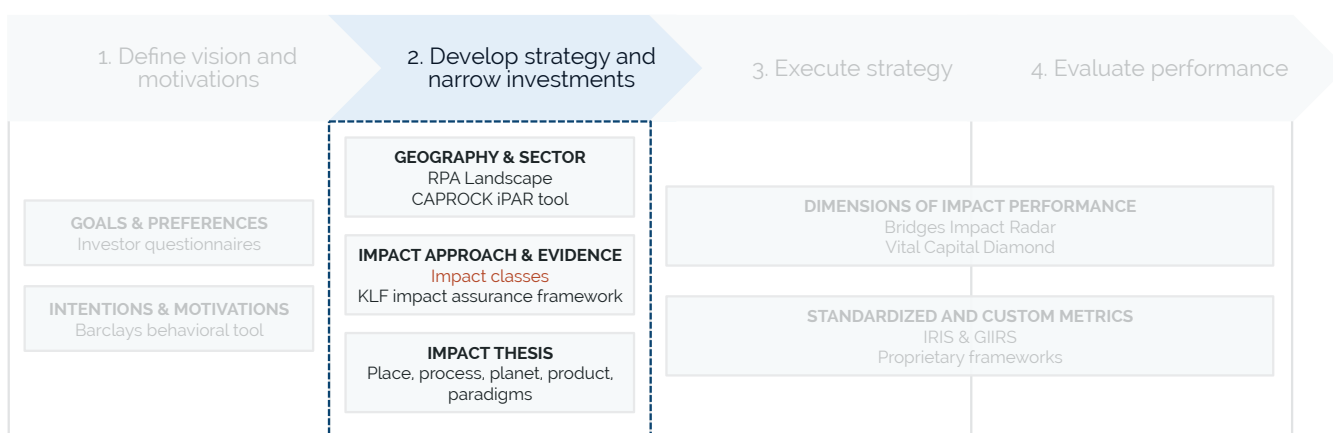 1. Define vision and
motivations
2. Develop strategy and
narrow investments
3. Execute strategy
4. Evaluate performance
GOALS & PREFERENCES
Investor questionnaires
INTENTIONS & MOTIVATIONS
Barclays behavioral tool
GEOGRAPHY & SECTOR
RPA Landscape
CAPROCK iPAR tool
IMPACT APPROACH & EVIDENCE
Impact classes
KLF impact assurance framework
IMPACT THESIS
Place, process, planet, product,
paradigms
DIMENSIONS OF IMPACT PERFORMANCE
Bridges Impact Radar
Vital Capital Diamond
STANDARDIZED AND CUSTOM METRICS
IRIS & GIIRS
Proprietary frameworks